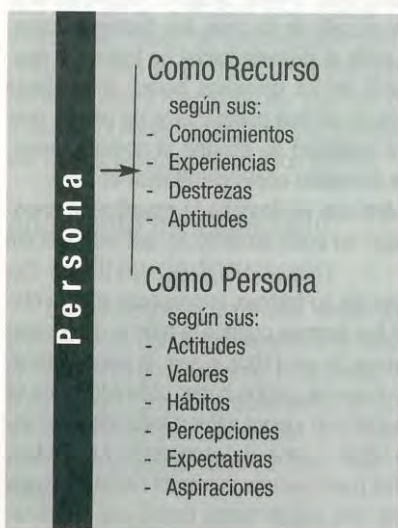 Persona
Como Recurso
según sus:
- Conocimientos
- Experiencias
- Destrezas
- Aptitudes
Como Persona
según sus:
- Actitudes
- Valores
- Hábitos
- Percepciones
- Expectativas
- Aspiraciones